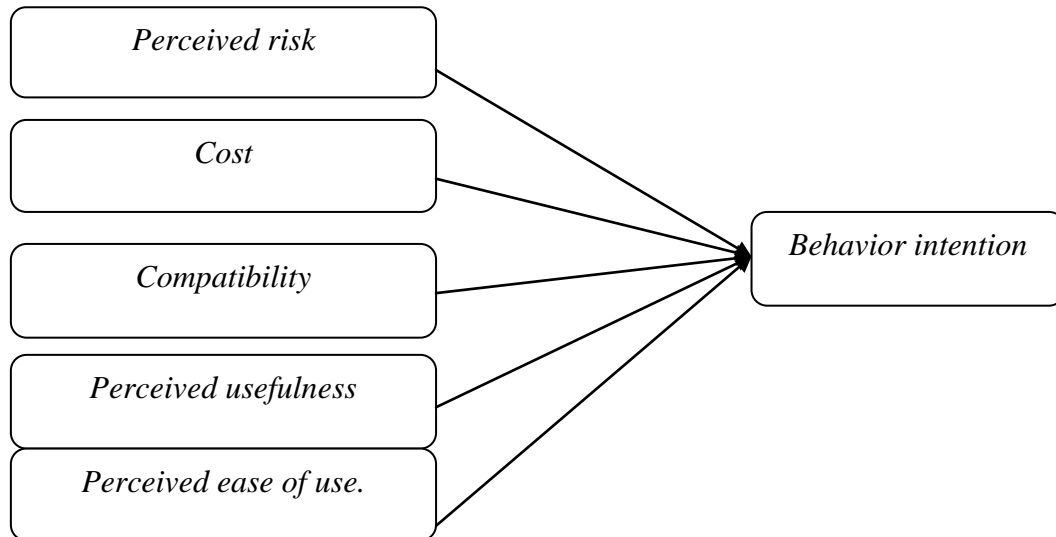 Perceived risk
Cost
Compatibility
Perceived usefulness
Perceived ease of use.
Behavior intention